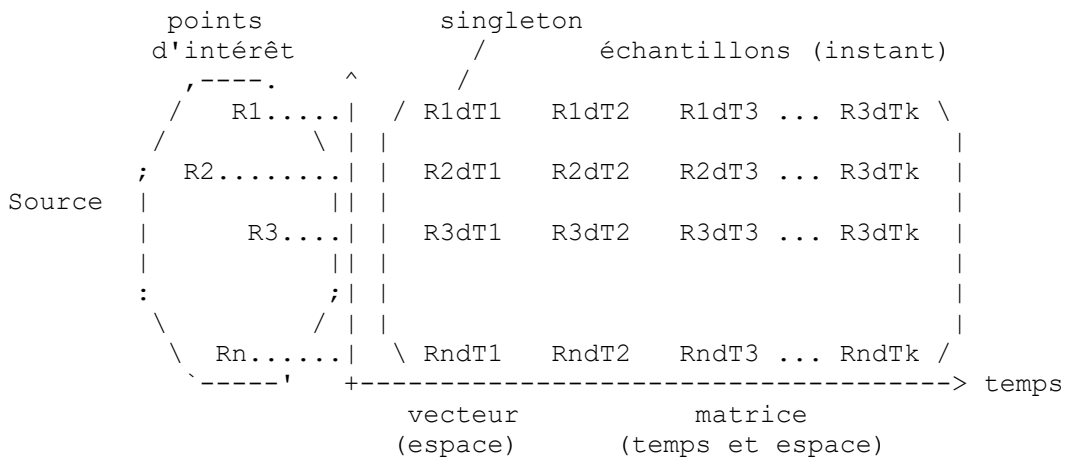 points                 singleton
         d'intérêt                  /       échantillons (instant)
           ,----.      ^           /
          /   R1.....|   / R1dT1   R1dT2   R1dT3 ... R3dTk \
         /         \ | |                                   |
        ;  R2........| |  R2dT1   R2dT2   R2dT3 ... R3dTk  |
Source  |           || |                                   |
        |      R3....| |  R3dT1   R3dT2   R3dT3 ... R3dTk  |
        |           || |                                   |
        :           ;| |                                   |
         \         / | |                                   |
          \  Rn......|  \ RndT1   RndT2   RndT3 ... RndTk /
           `-----'   +-------------------------------------> temps
                         vecteur           matrice
                         (espace)      (temps et espace)